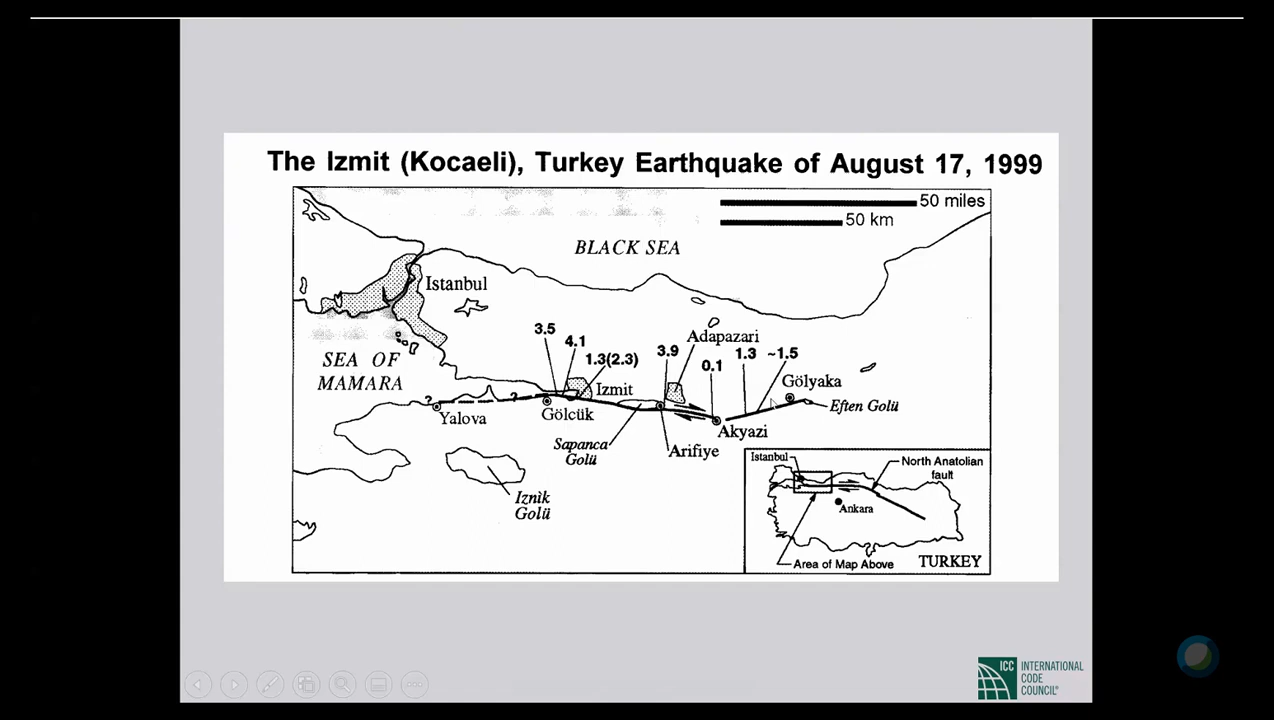 The Izmit (Kocaeli), Turkey Earthquake of August 17, 1999
50 miles
50 km
BLACK SEA
Istanbul
SEA OF
MAMARA
3.5
4.1
1.3(2.3)
3.9
Adapazari
0.1
1.3
~1.5
Gölyaka
Izmit
?
?
Yalova
Gölcük
Eften Golü
Akyazi
Sapanca
Golü
Arifiye
Iznik
Golü
Istanbul
North Anatolian
fault
Ankara
Area of Map Above
TURKEY
ICC
INTERNATIONAL
CODE
COUNCIL®